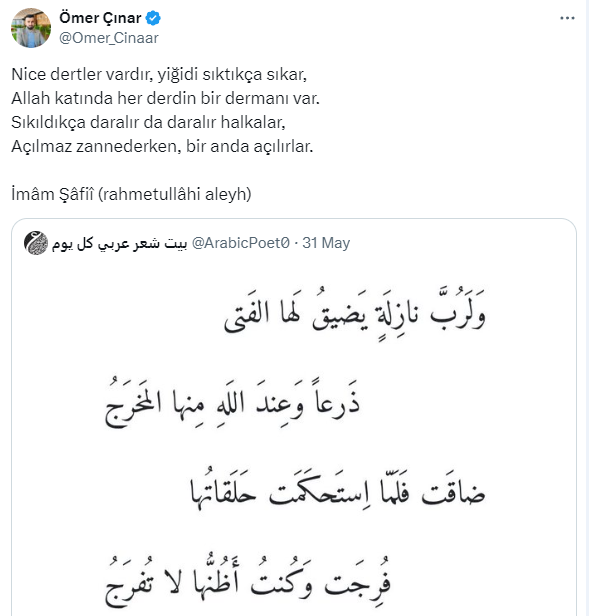 Ömer Çınar
@Omer_Cinaar
Nice dertler vardır, yiğidi sıktıkça sıkar,
Allah katında her derdin bir dermanı var.
Sıkıldıkça daralır da daralır halkalar,
Açılmaz zannederken, bir anda açılırlar.
İmâm Şâfiî (rahmetullâhi aleyh)
بيت شعر عربي كل يوم @ArabicPoet0 · 31 May
وَلَرُبَّ نازِلَةٍ يَضيقُ لَها الفَتى
ذَرعاً وَعِندَ اللَهِ مِنها المَخرَجُ
ضاقَت فَلَمّا اِستَحكَمَت حَلَقاتُها
فُرِجَت وَكُنتُ أَظُنُّها لا تُفرَجُ